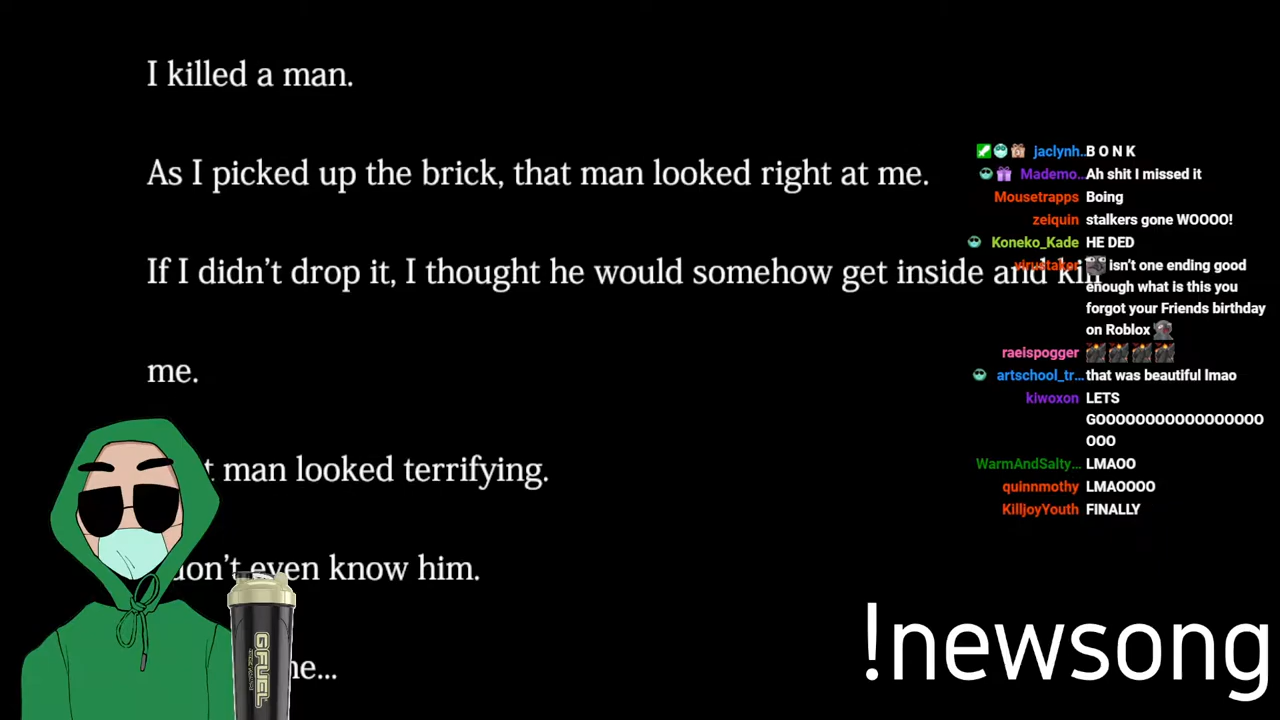 I killed a man.
As I picked up the brick, that man looked right at me.
If I didn't drop it, I thought he would somehow get inside and
me.
man looked terrifying.
don't even know him.
jaclynh.. B O N K
Mademo... Ah shit I missed it
Mousetrapps Boing
zeiquin stalkers gone WOOOO!
Koneko_Kade HE DED
virustaker isn't one ending good
enough what is this you
forgot your Friends birthday
on Roblox
raeispogger
artschool_tr... that was beautiful lmao
kiwoxon LETS
GOOOOOOOOOOOOOOOOO
OOO
WarmAndSalty... LMAOO
quinnmothy LMAOOOO
KilljoyYouth FINALLY
!newsong
G FUEL